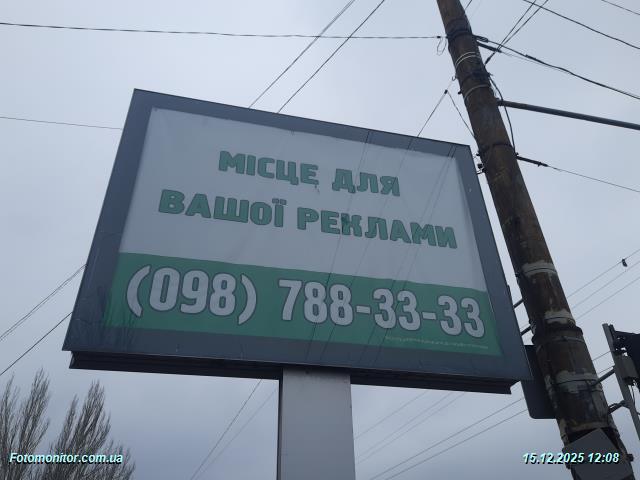 МІСЦЕ ДЛЯ
ВАШОЇ РЕКЛАМИ
(098) 788-33-33
Fotomonitor.com.ua
15.12.2025 12:08